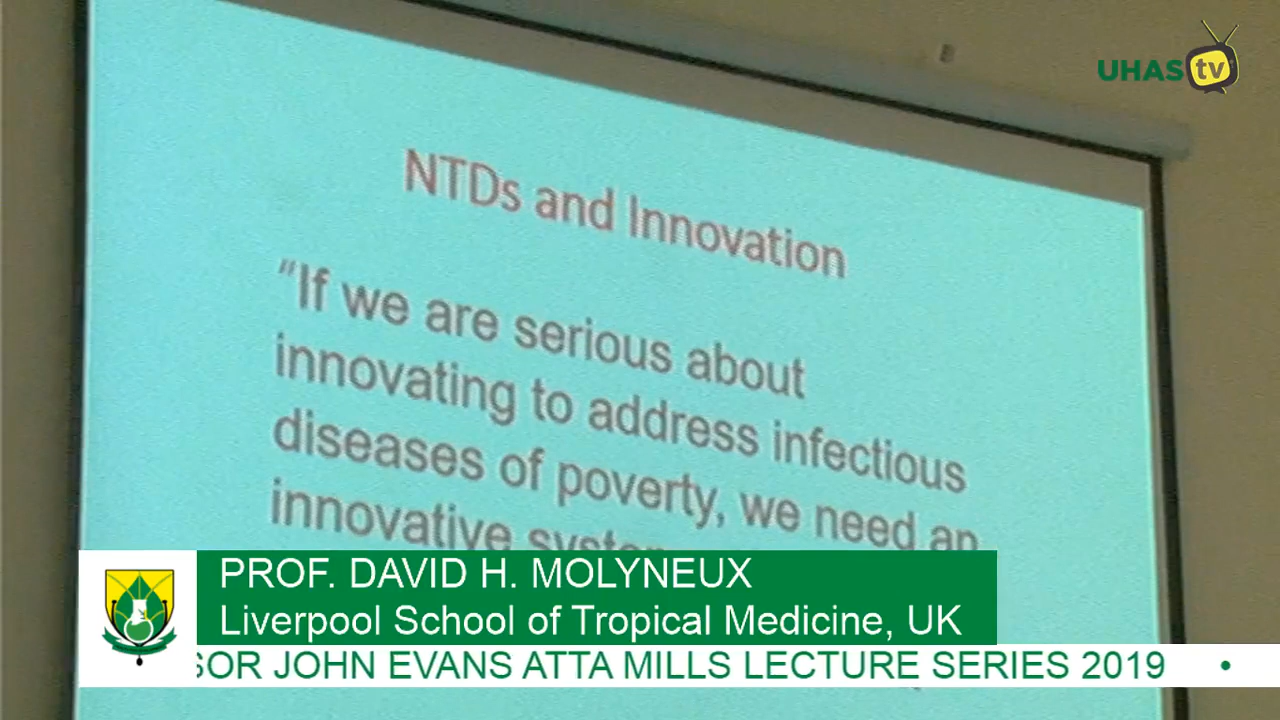 UHAS tv
NTDs and Innovation
"If we are serious about
innovating to address infectious
diseases of poverty, we need an
innovative
PROF. DAVID H. MOLYNEUX
Liverpool School of Tropical Medicine, UK
JOHN EVANS ATTA MILLS LECTURE SERIES 2019 •